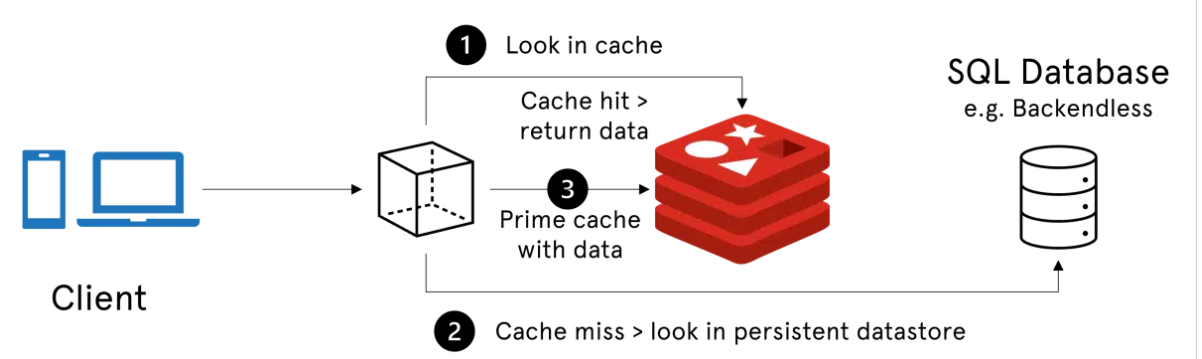 1 Look in cache
Cache hit >
return data
SQL Database
e.g. Backendless
3
Prime cache
with data
Client
2 Cache miss > look in persistent datastore